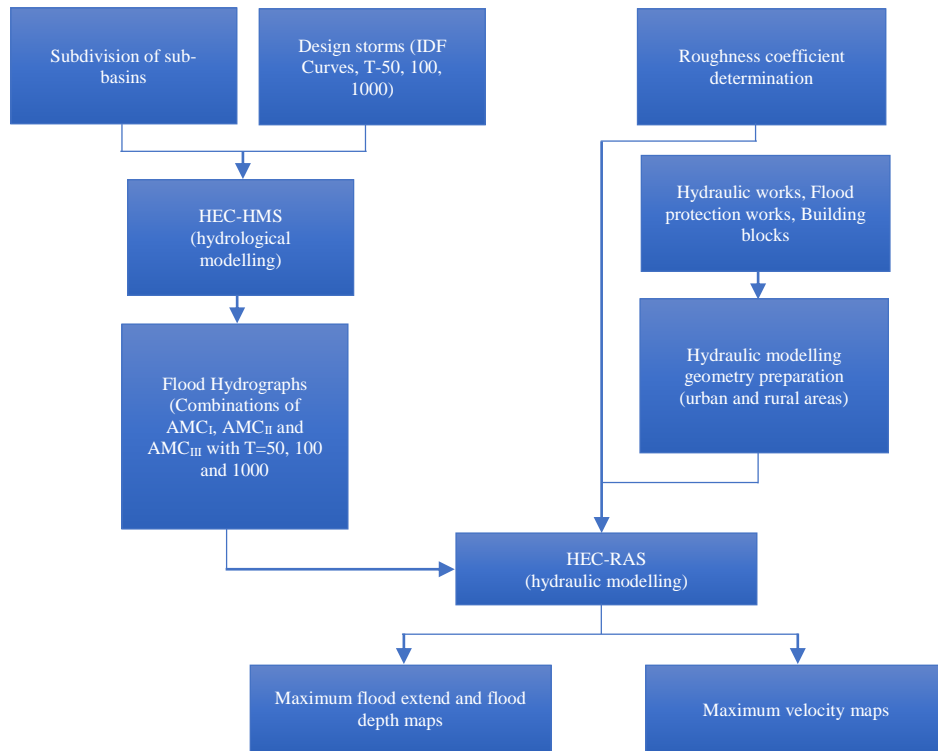 Subdivision of sub-
basins
Design storms (IDF
Curves, T-50, 100,
1000)
Roughness coefficient
determination
HEC-HMS
(hydrological
modelling)
Hydraulic works, Flood
protection works, Building
blocks
Flood Hydrographs
(Combinations of
AMCI, AMCII and
AMCIII with T=50, 100
and 1000
Hydraulic modelling
geometry preparation
(urban and rural areas)
HEC-RAS
(hydraulic modelling)
Maximum flood extend and flood
depth maps
Maximum velocity maps